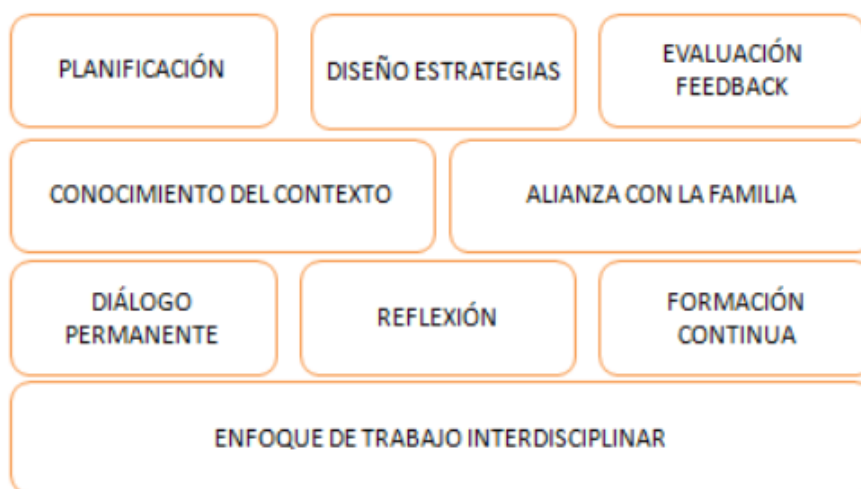 PLANIFICACIÓN
DISEÑO ESTRATEGIAS
EVALUACIÓN
FEEDBACK
CONOCIMIENTO DEL CONTEXTO
ALIANZA CON LA FAMILIA
DIÁLOGO
PERMANENTE
REFLEXIÓN
FORMACIÓN
CONTINUA
ENFOQUE DE TRABAJO INTERDISCIPLINAR